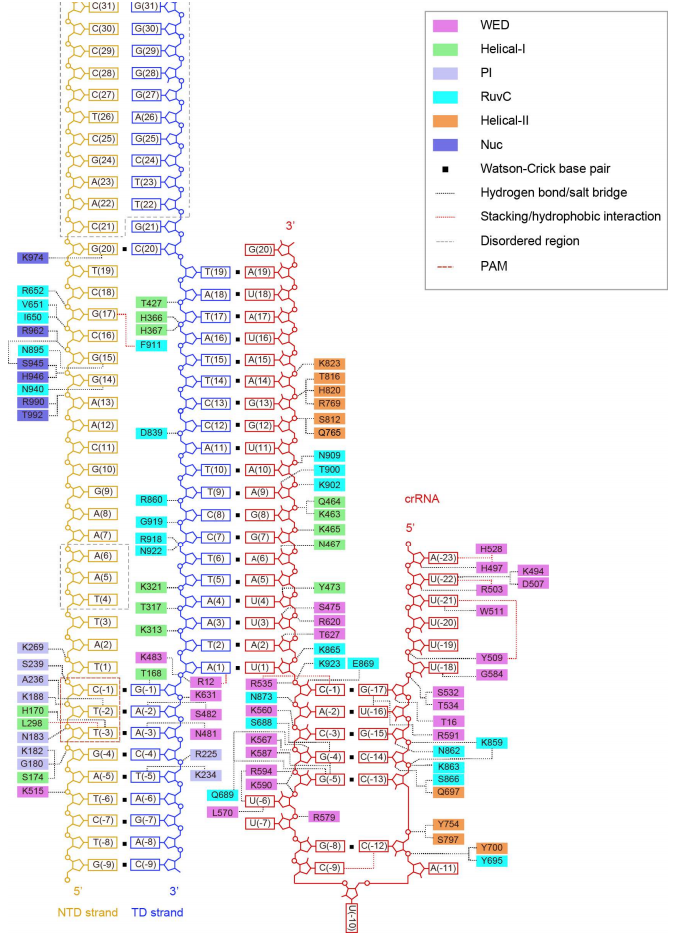 C(31) G(31)
C(30) G(30)
C(29) G(29)
C(28) G(28)
C(27) G(27)
T(26) A(26)
C(25) G(25)
G(24) C(24)
A(23) T(23)
A(22) T(22)
C(21) G(21)
3'
K974 G(20) C(20) G(20)
T(19) T(19) A(19)
R652 C(18) A(18) U(18)
V651 T427
I650 G(17) H366 T(17) A(17)
R962 H367
C(16) F911 A(16) U(16)
N895 G(15) T(15) A(15) K823
S945
H946 G(14) T(14) A(14) T816
N940 H820
R990 A(13) C(13) G(13) R769
T992
A(12) D839 C(12) G(12) S812
Q765
C(11) A(11) U(11)
N909
G(10) T(10) A(10) T900
K902
G(9) R860 T(9) A(9) Q464
K463
A(8) G919 C(8) G(8)
K465
A(7) R918 C(7) G(7) N467
N922
A(6) T(6) A(6)
A(5) K321 T(5) A(5) Y473
T(4) T317 A(4) U(4) S475
T(3) K313 A(3) U(3) R620
T627
K269 T(2) T(2) A(2) K865
S239 K483 K923 E869
A236 T(1) T168 A(1) R12 U(1) R535
K188 C(-1) G(-1) K631 C(-1) G(-17) N873
H170 T(-2) A(-2) S482 K560 A(-2) U(-16)
L298 S688
N183 T(-3) A(-3) N481 K567 C(-3) G(-15)
K182 K587
G180 G(-4) C(-4) R225 G(-4) C(-14)
S174 A(-5) T(-5) K234 R594 G(-5) C(-13)
K515 K590
T(-6) A(-6) Q689 U(-6)
L570 R579
C(-7) G(-7) U(-7)
T(-8) A(-8) G(-8) C(-12)
G(-9) C(-9) C(-9) A(-11)
U(-10)
5' 3'
NTD strand TD strand
crRNA
5'
A(-23) H528
H497 K494
U(-22) D507
R503
U(-21) W511
U(-20)
U(-19) Y509
U(-18) G584
S532
T534
T16
R591
N862 K859
K863
S866
Q697
Y754
S797
Y700
Y695
WED
Helical-I
PI
RuvC
Helical-II
Nuc
Watson-Crick base pair
Hydrogen bond/salt bridge
Stacking/hydrophobic interaction
Disordered region
PAM